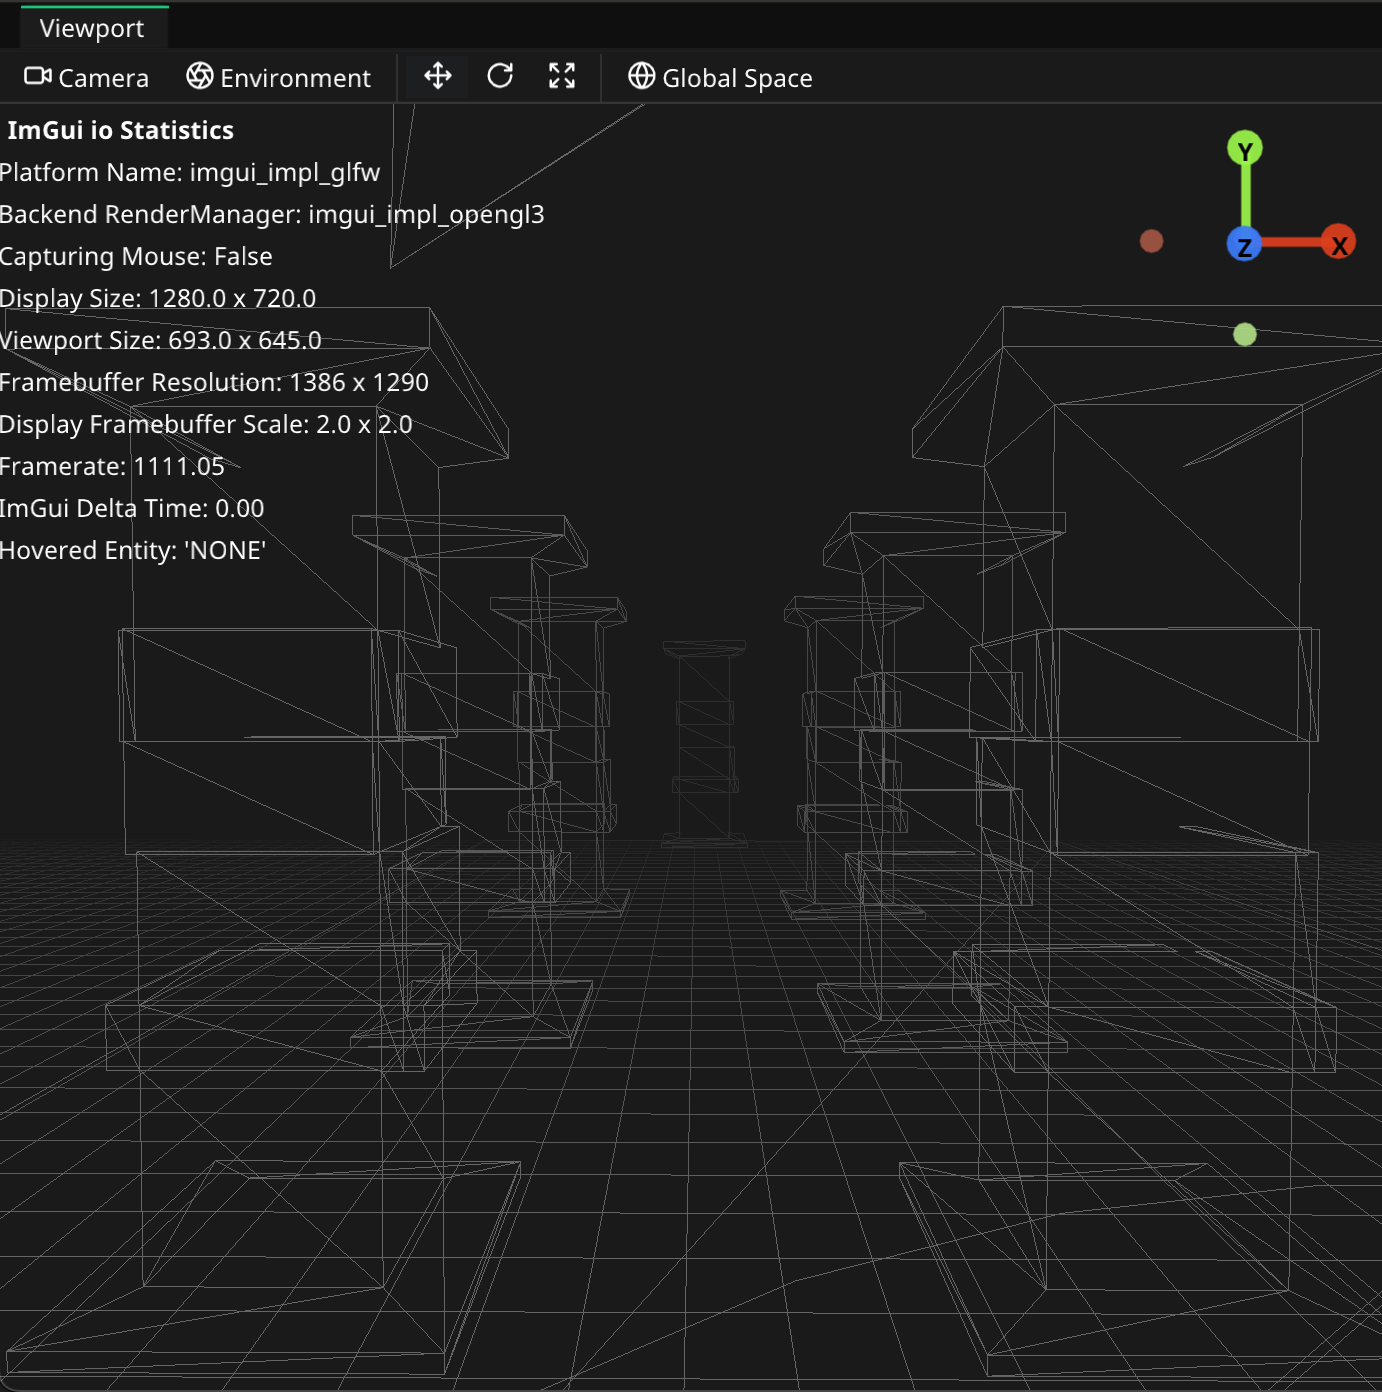 Viewport
Camera Environment Global Space
ImGui io Statistics
Platform Name: imgui_impl_glfw
Backend RenderManager: imgui_impl_opengl3
Capturing Mouse: False
Display Size: 1280.0 x 720.0
Viewport Size: 693.0 x 645.0
Framebuffer Resolution: 1386 x 1290
Display Framebuffer Scale: 2.0 x 2.0
Framerate: 1111.05
ImGui Delta Time: 0.00
Hovered Entity: 'NONE'
Y
Z X